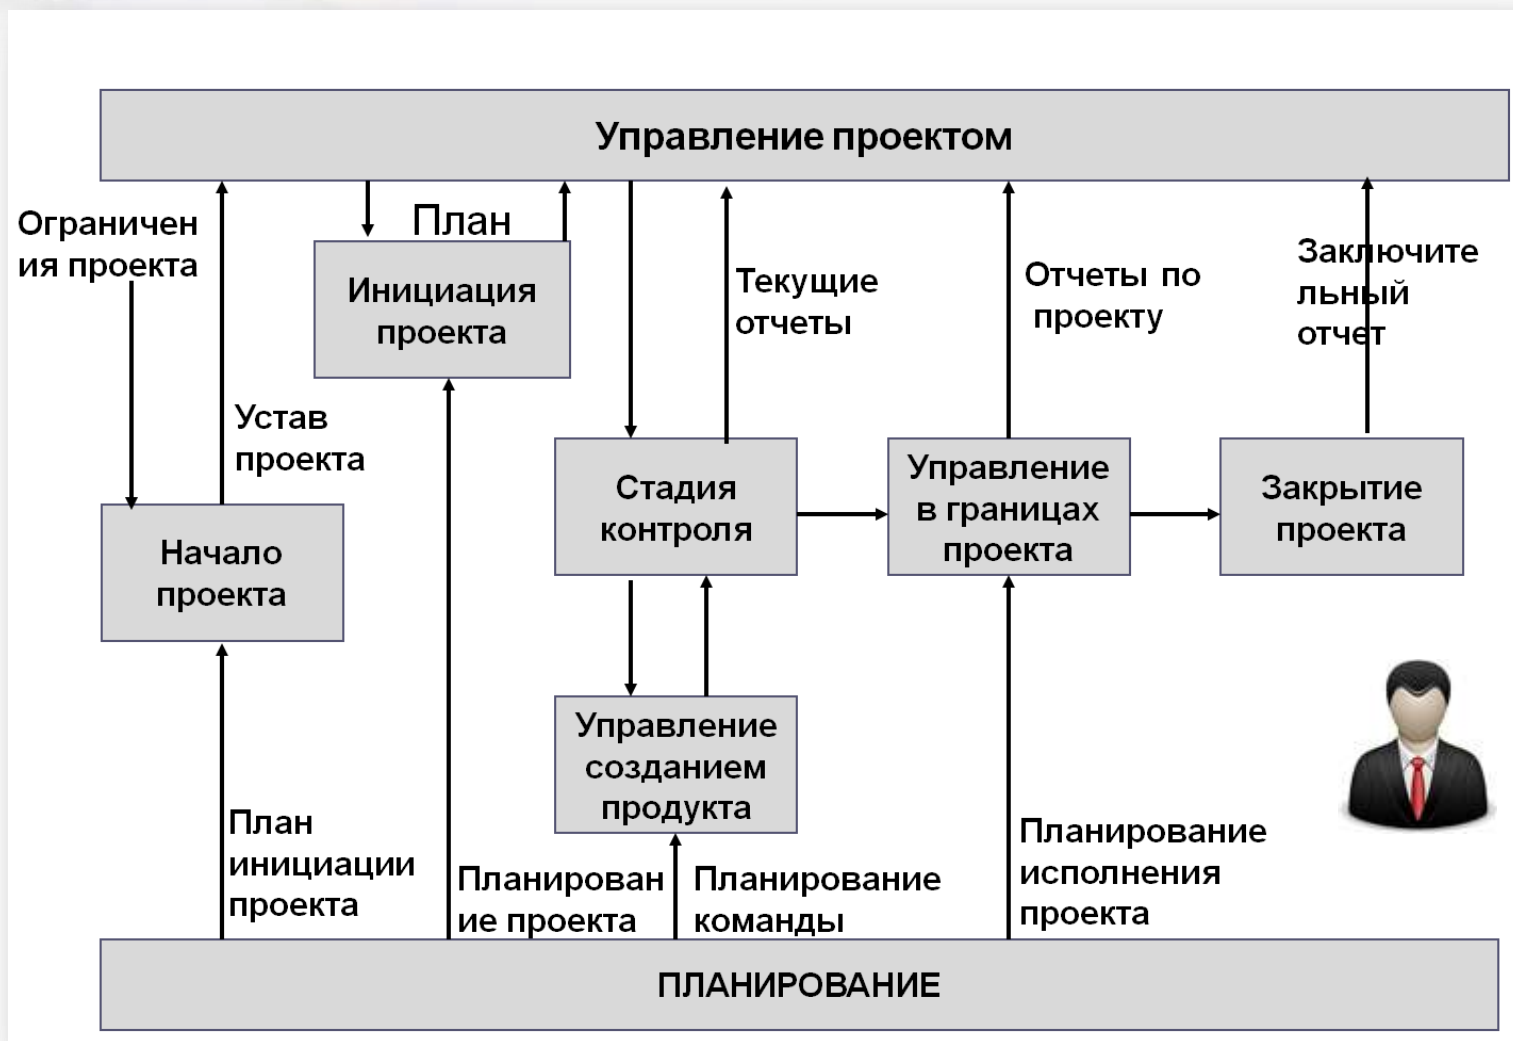 Управление проектом
Ограничен
ия проекта
План
Инициация
проекта
Текущие
отчеты
Отчеты по
проекту
Заключите
льный
отчет
Устав
проекта
Начало
проекта
Стадия
контроля
Управление
в границах
проекта
Закрытие
проекта
Управление
созданием
продукта
План
инициации
проекта
Планирован
ие проекта
Планирование
команды
Планирование
исполнения
проекта
ПЛАНИРОВАНИЕ